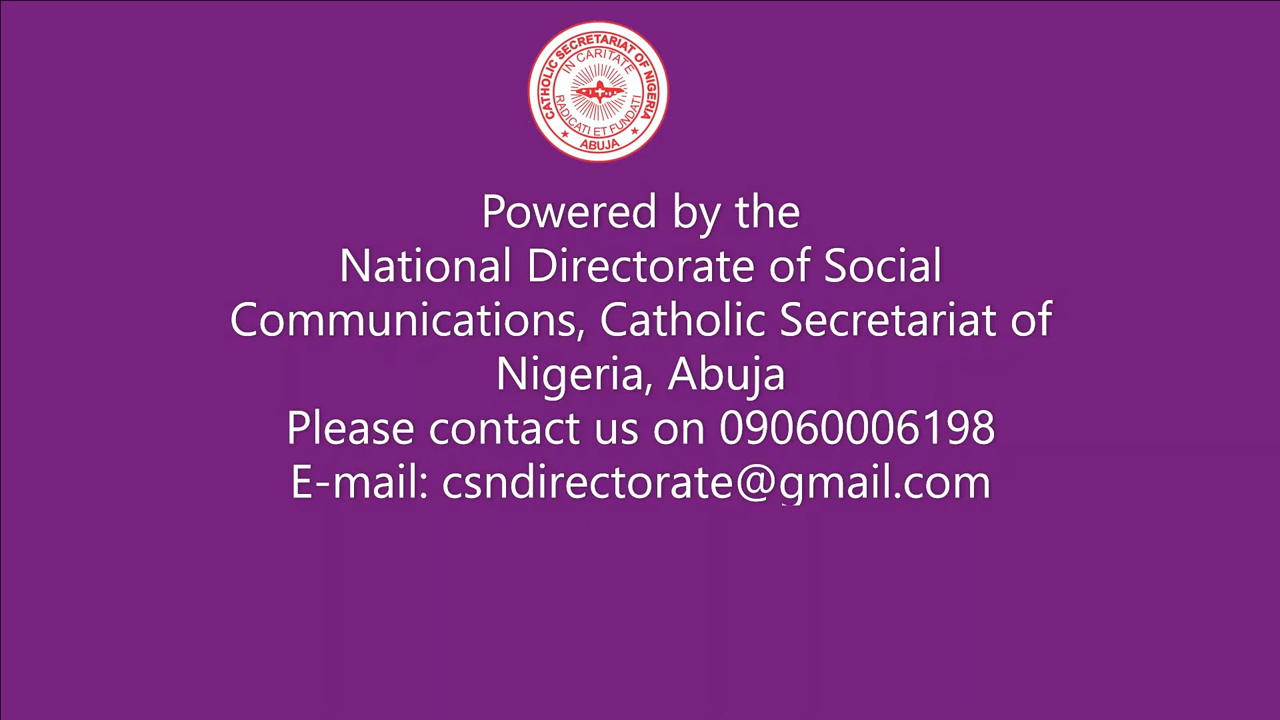 CATHOLIC SECRETARIAT OF NIGERIA
IN CARITATE
RADICATI ET FUNDATI
★ ABUJA ★
Powered by the
National Directorate of Social
Communications, Catholic Secretariat of
Nigeria, Abuja
Please contact us on 09060006198
E-mail: csndirectorate@gmail.com